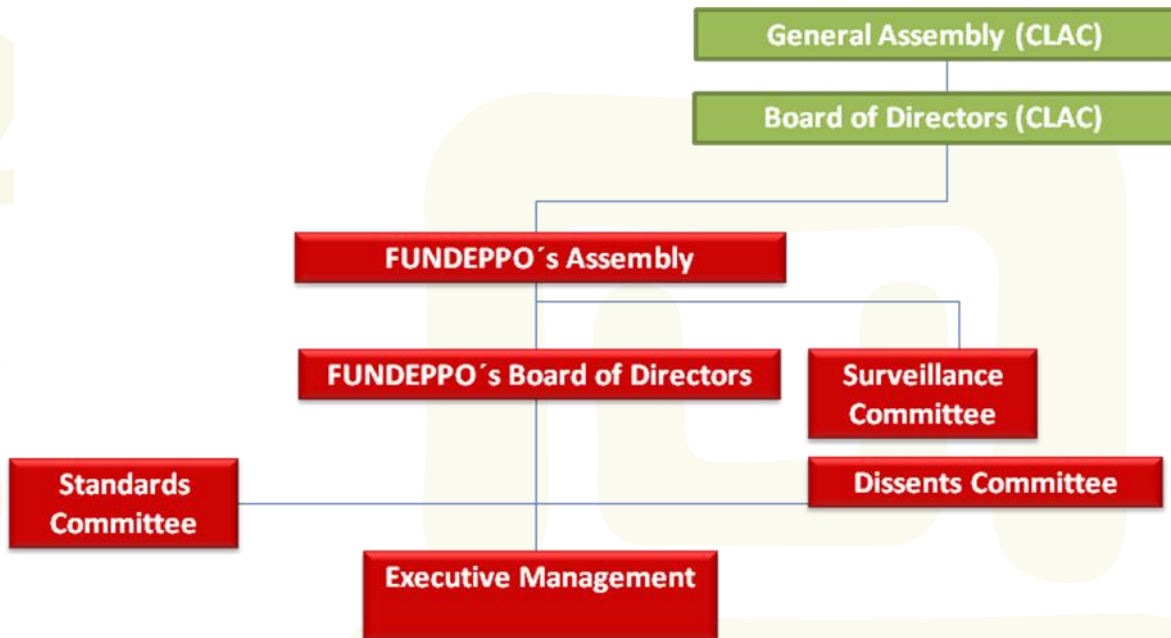 General Assembly (CLAC)
Board of Directors (CLAC)
FUNDEPPO´s Assembly
FUNDEPPO´s Board of Directors
Surveillance
Committee
Standards
Committee
Dissents Committee
Executive Management